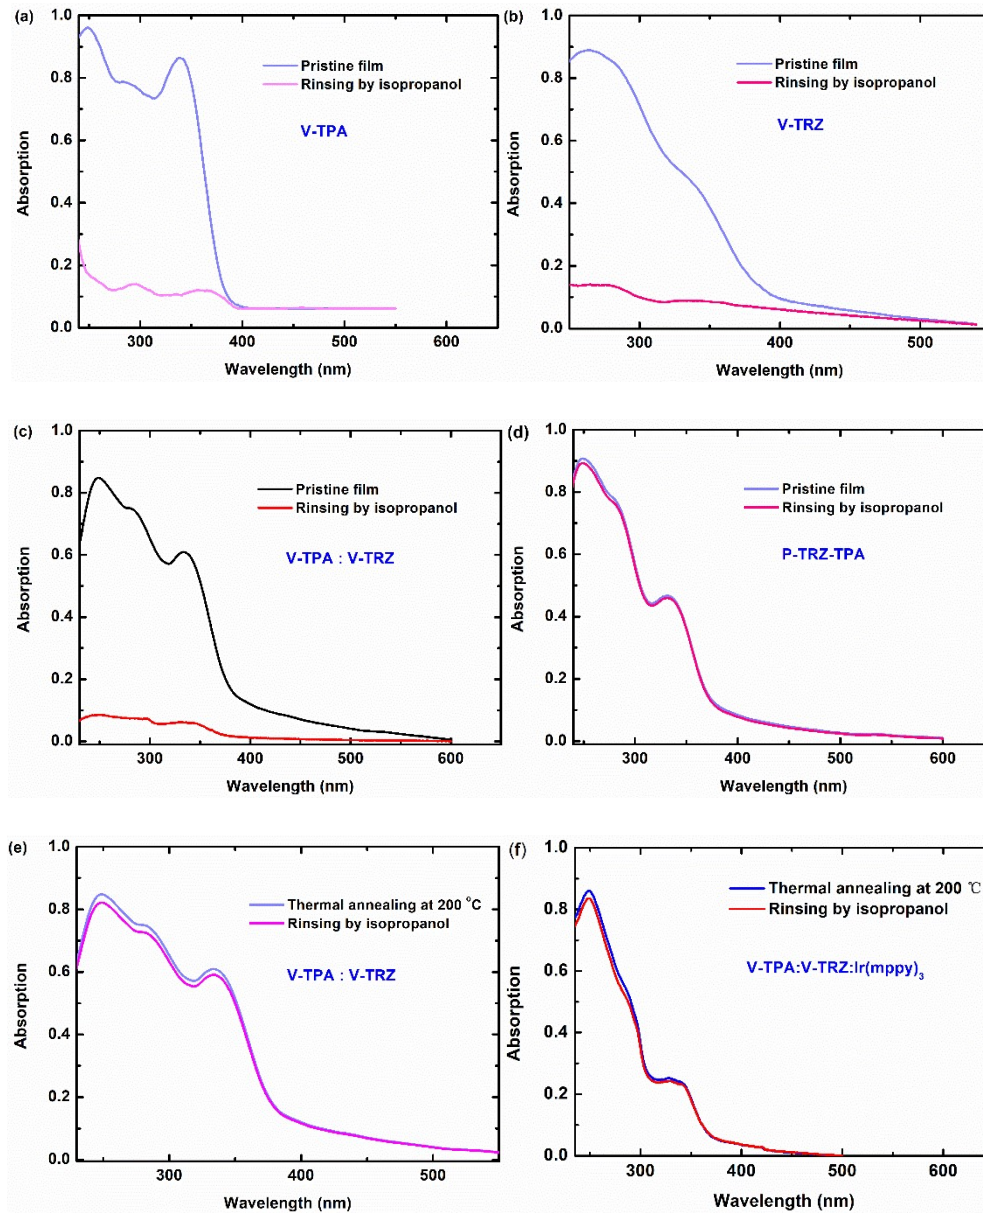 (a)
1.0
0.8
0.6
0.4
0.2
0.0
Absorption
Pristine film
Rinsing by isopropanol
V-TPA
300 400 500 600
Wavelength (nm)
(b)
1.0
0.8
0.6
0.4
0.2
0.0
Absorption
Pristine film
Rinsing by isopropanol
V-TRZ
300 400 500
Wavelength (nm)
(c)
1.0
0.8
0.6
0.4
0.2
0.0
Absorption
Pristine film
Rinsing by isopropanol
V-TPA : V-TRZ
300 400 500 600
Wavelength (nm)
(d)
1.0
0.8
0.6
0.4
0.2
0.0
Absorption
Pristine film
Rinsing by isopropanol
P-TRZ-TPA
300 400 500 600
Wavelength (nm)
(e)
1.0
0.8
0.6
0.4
0.2
0.0
Absorption
Thermal annealing at 200 °C
Rinsing by isopropanol
V-TPA : V-TRZ
300 400 500
Wavelength (nm)
(f)
1.0
0.8
0.6
0.4
0.2
0.0
Absorption
Thermal annealing at 200 ℃
Rinsing by isopropanol
V-TPA:V-TRZ:Ir(mppy)₃
300 400 500 600
Wavelength (nm)